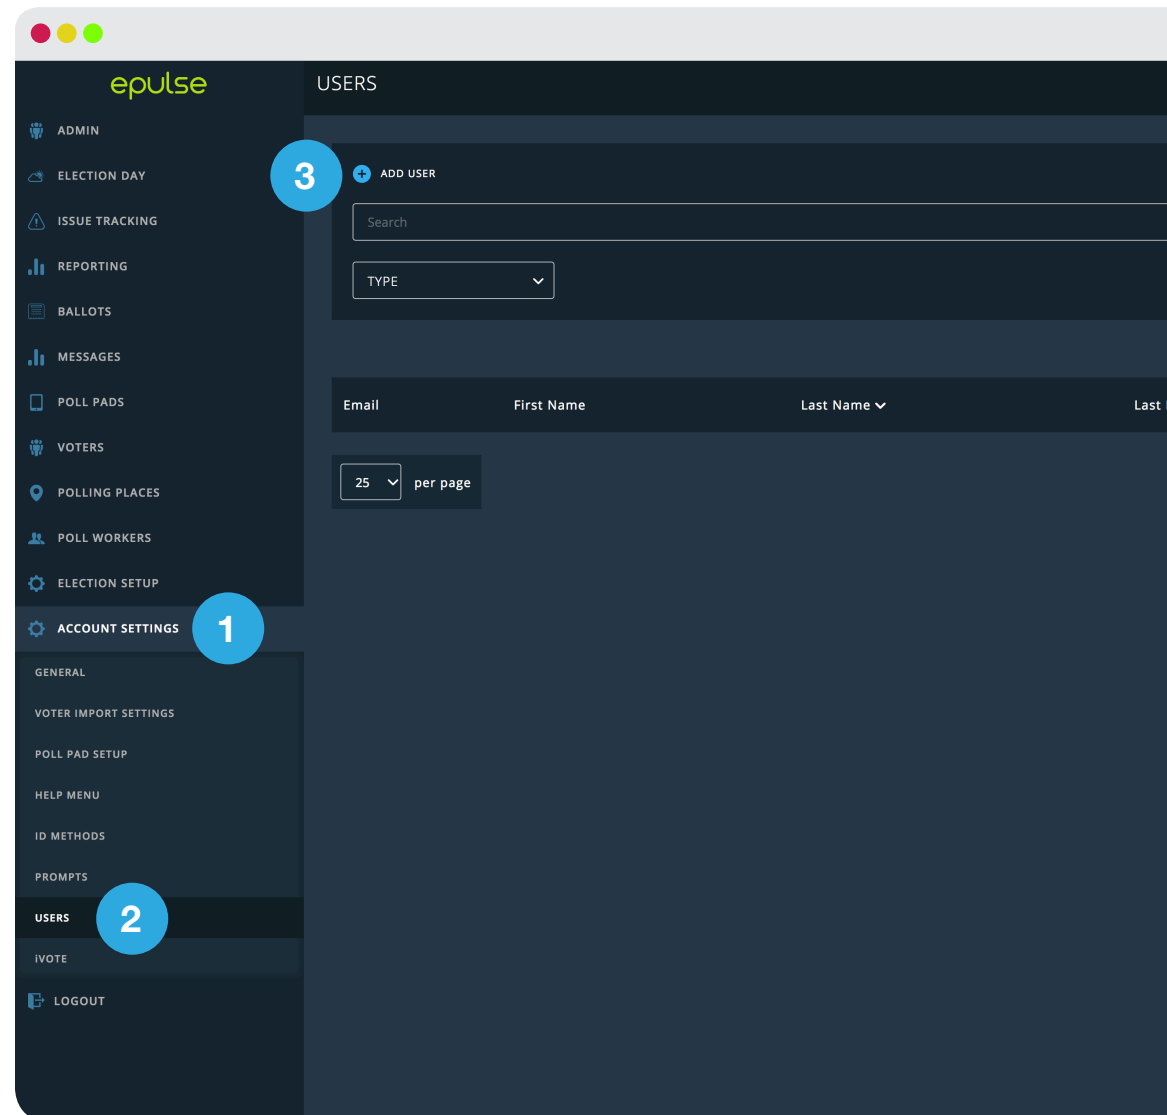 epulse
USERS
ADMIN
ELECTION DAY
ISSUE TRACKING
REPORTING
BALLOTS
MESSAGES
POLL PADS
VOTERS
POLLING PLACES
POLL WORKERS
ELECTION SETUP
ACCOUNT SETTINGS
1
GENERAL
VOTER IMPORT SETTINGS
POLL PAD SETUP
HELP MENU
ID METHODS
PROMPTS
USERS
2
iVOTE
LOGOUT
3
ADD USER
Search
TYPE
Email First Name Last Name Last
25 per page